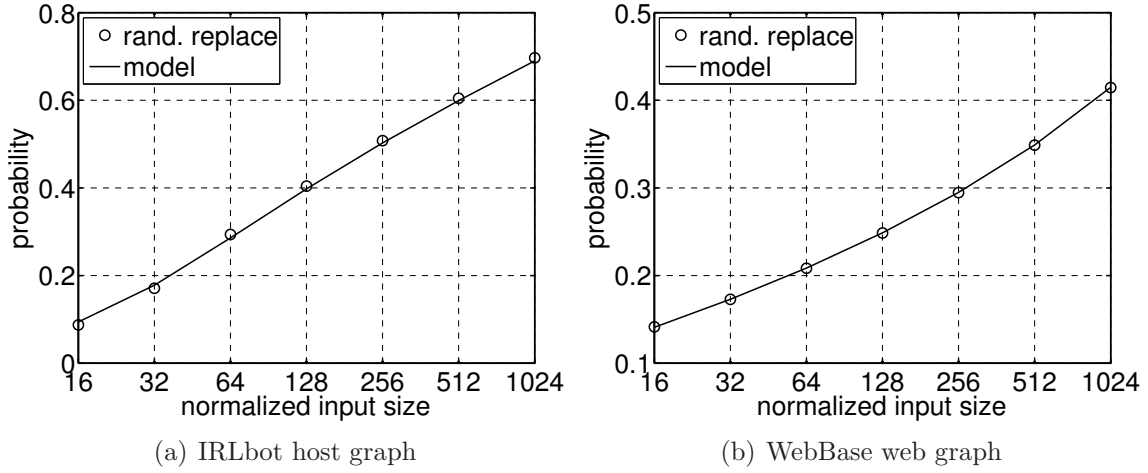 0.8
0.6
0.4
0.2
0
probability
rand. replace
model
16 32 64 128 256 512 1024
normalized input size
(a) IRLbot host graph
0.5
0.4
0.3
0.2
0.1
probability
rand. replace
model
16 32 64 128 256 512 1024
normalized input size
(b) WebBase web graph